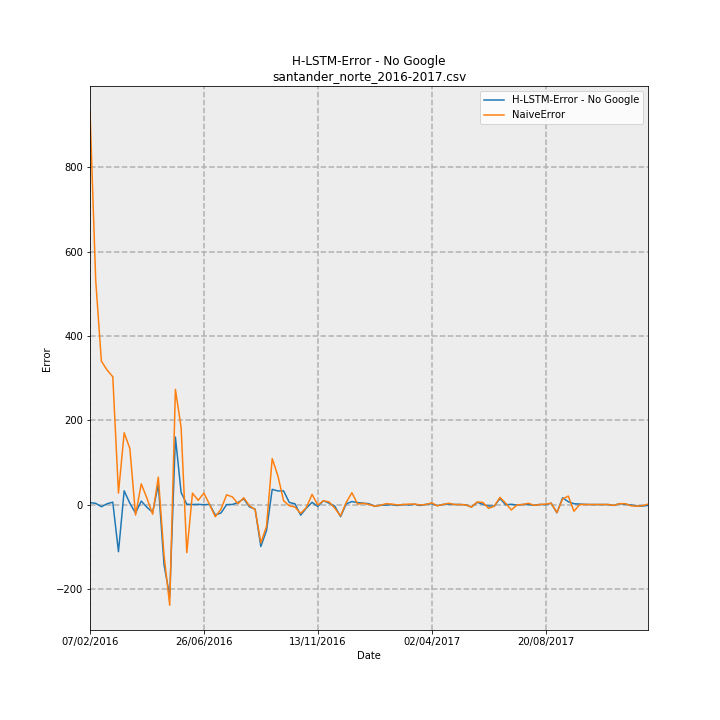 H-LSTM-Error - No Google
santander_norte_2016-2017.csv
H-LSTM-Error - No Google
NaiveError
800
600
400
200
0
−200
Error
07/02/2016
26/06/2016
13/11/2016
02/04/2017
20/08/2017
Date